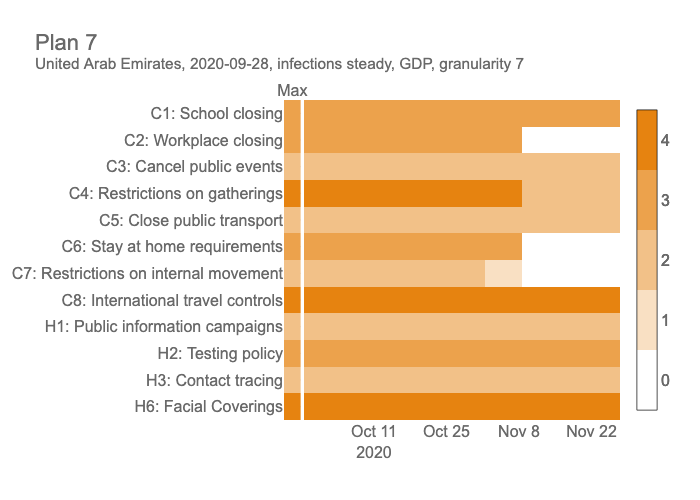 Plan 7
United Arab Emirates, 2020-09-28, infections steady, GDP, granularity 7
Max
C1: School closing
C2: Workplace closing
C3: Cancel public events
C4: Restrictions on gatherings
C5: Close public transport
C6: Stay at home requirements
C7: Restrictions on internal movement
C8: International travel controls
H1: Public information campaigns
H2: Testing policy
H3: Contact tracing
H6: Facial Coverings
Oct 11
2020
Oct 25
Nov 8
Nov 22
4
3
2
1
0